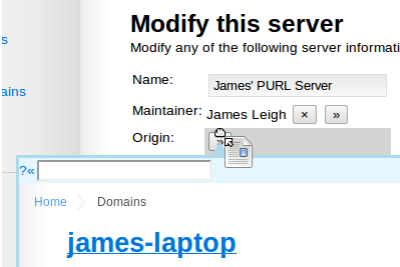 Modify this server
Modify any of the following server informati
s
Name: James' PURL Server
ains
Maintainer: James Leigh × »
Origin:
?«
Home Domains
james-laptop